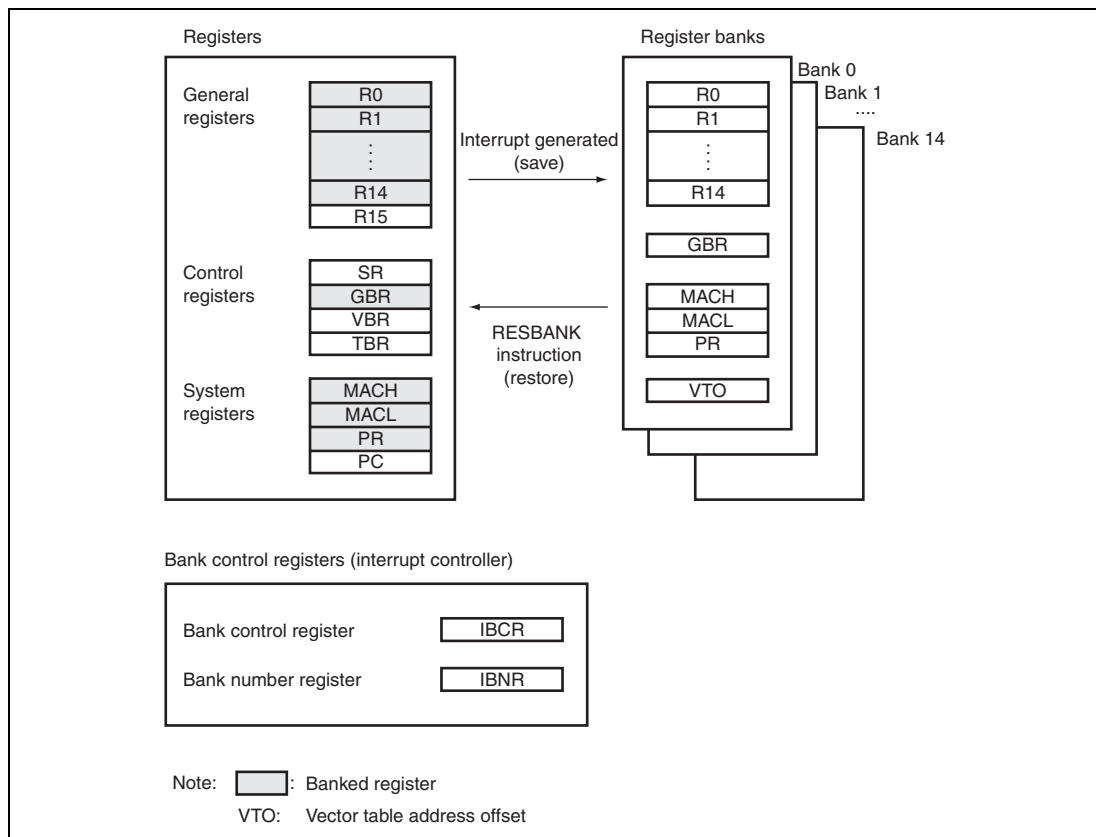 Registers
General
registers
R0
R1
R14
R15
Control
registers
SR
GBR
VBR
TBR
System
registers
MACH
MACL
PR
PC
Interrupt generated
(save)
RESBANK
instruction
(restore)
Register banks
Bank 0
Bank 1
....
Bank 14
R0
R1
R14
GBR
MACH
MACL
PR
VTO
Bank control registers (interrupt controller)
Bank control register IBCR
Bank number register IBNR
Note: : Banked register
VTO: Vector table address offset